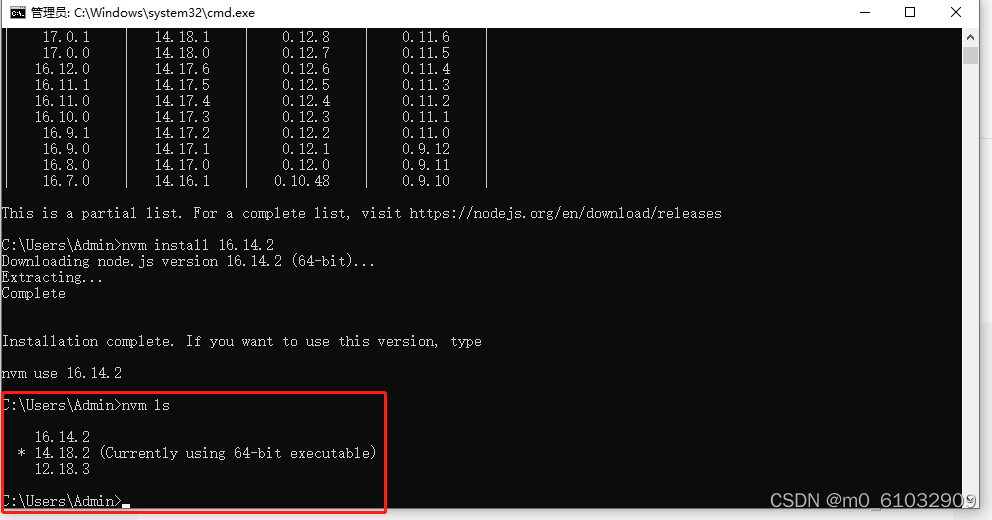 管理员: C:\Windows\system32\cmd.exe
17.0.1 14.18.1 0.12.8 0.11.6
17.0.0 14.18.0 0.12.7 0.11.5
16.12.0 14.17.6 0.12.6 0.11.4
16.11.1 14.17.5 0.12.5 0.11.3
16.11.0 14.17.4 0.12.4 0.11.2
16.10.0 14.17.3 0.12.3 0.11.1
16.9.1 14.17.2 0.12.2 0.11.0
16.9.0 14.17.1 0.12.1 0.9.12
16.8.0 14.17.0 0.12.0 0.9.11
16.7.0 14.16.1 0.10.48 0.9.10
This is a partial list. For a complete list, visit https://nodejs.org/en/download/releases
C:\Users\Admin>nvm install 16.14.2
Downloading node.js version 16.14.2 (64-bit)...
Extracting...
Complete
Installation complete. If you want to use this version, type
nvm use 16.14.2
C:\Users\Admin>nvm ls
16.14.2
* 14.18.2 (Currently using 64-bit executable)
12.18.3
C:\Users\Admin>
CSDN @m0_61032909